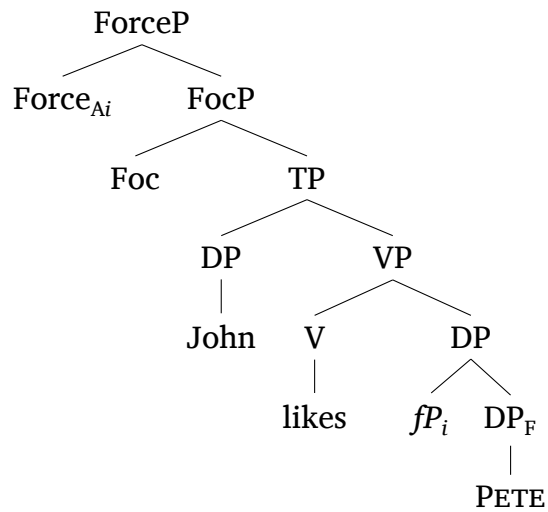 ForceP
Force_Ai FocP
Foc TP
DP VP
John V DP
likes fP_i DP_F
PETE